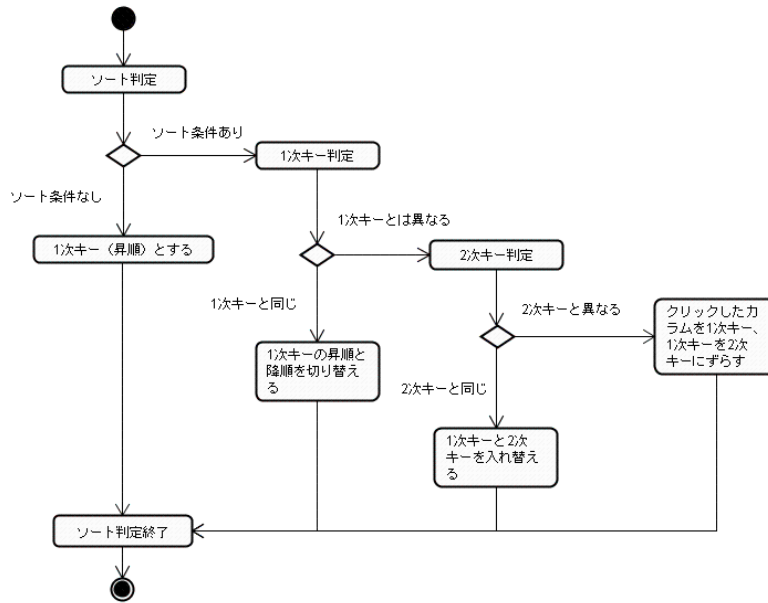 ソート判定
ソート条件あり
1次キー判定
ソート条件なし
1次キーとは異なる
1次キー（昇順）とする
2次キー判定
1次キーと同じ
2次キーと異なる
クリックしたカ
ラムを1次キー、
1次キーを2次
キーにずらす
1次キーの昇順と
降順を切り替え
る
2次キーと同じ
1次キーと2次
キーを入れ替え
る
ソート判定終了